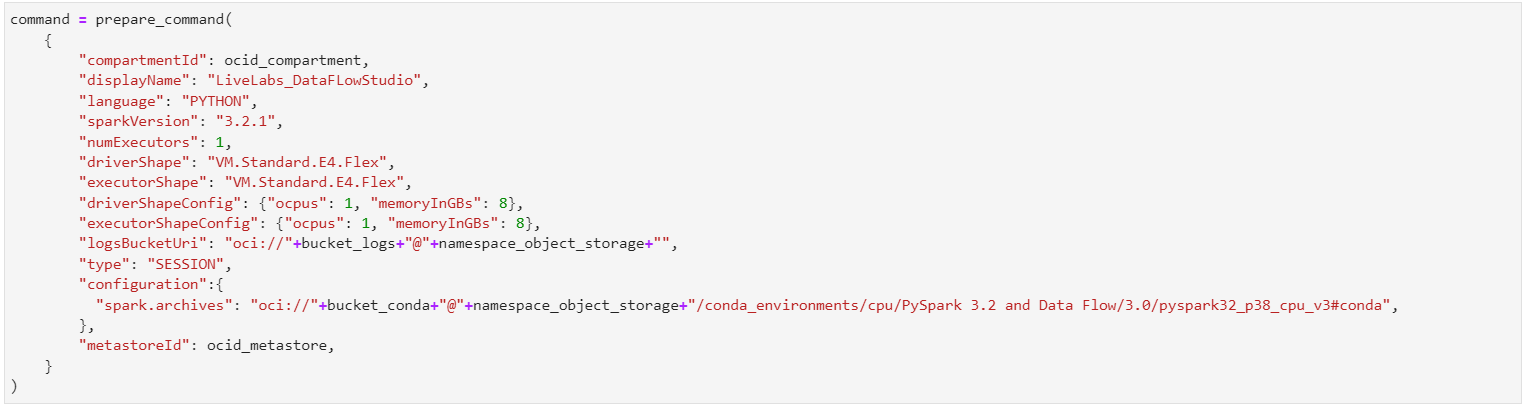 command = prepare_command(
    {
        "compartmentId": ocid_compartment,
        "displayName": "LiveLabs_DataFLowStudio",
        "language": "PYTHON",
        "sparkVersion": "3.2.1",
        "numExecutors": 1,
        "driverShape": "VM.Standard.E4.Flex",
        "executorShape": "VM.Standard.E4.Flex",
        "driverShapeConfig": {"ocpus": 1, "memoryInGBs": 8},
        "executorShapeConfig": {"ocpus": 1, "memoryInGBs": 8},
        "logsBucketUri": "oci://"+bucket_logs+"@"+namespace_object_storage+"",
        "type": "SESSION",
        "configuration":{
          "spark.archives": "oci://"+bucket_conda+"@"+namespace_object_storage+"/conda_environments/cpu/PySpark 3.2 and Data Flow/3.0/pyspark32_p38_cpu_v3#conda",
        },
        "metastoreId": ocid_metastore,
    }
)